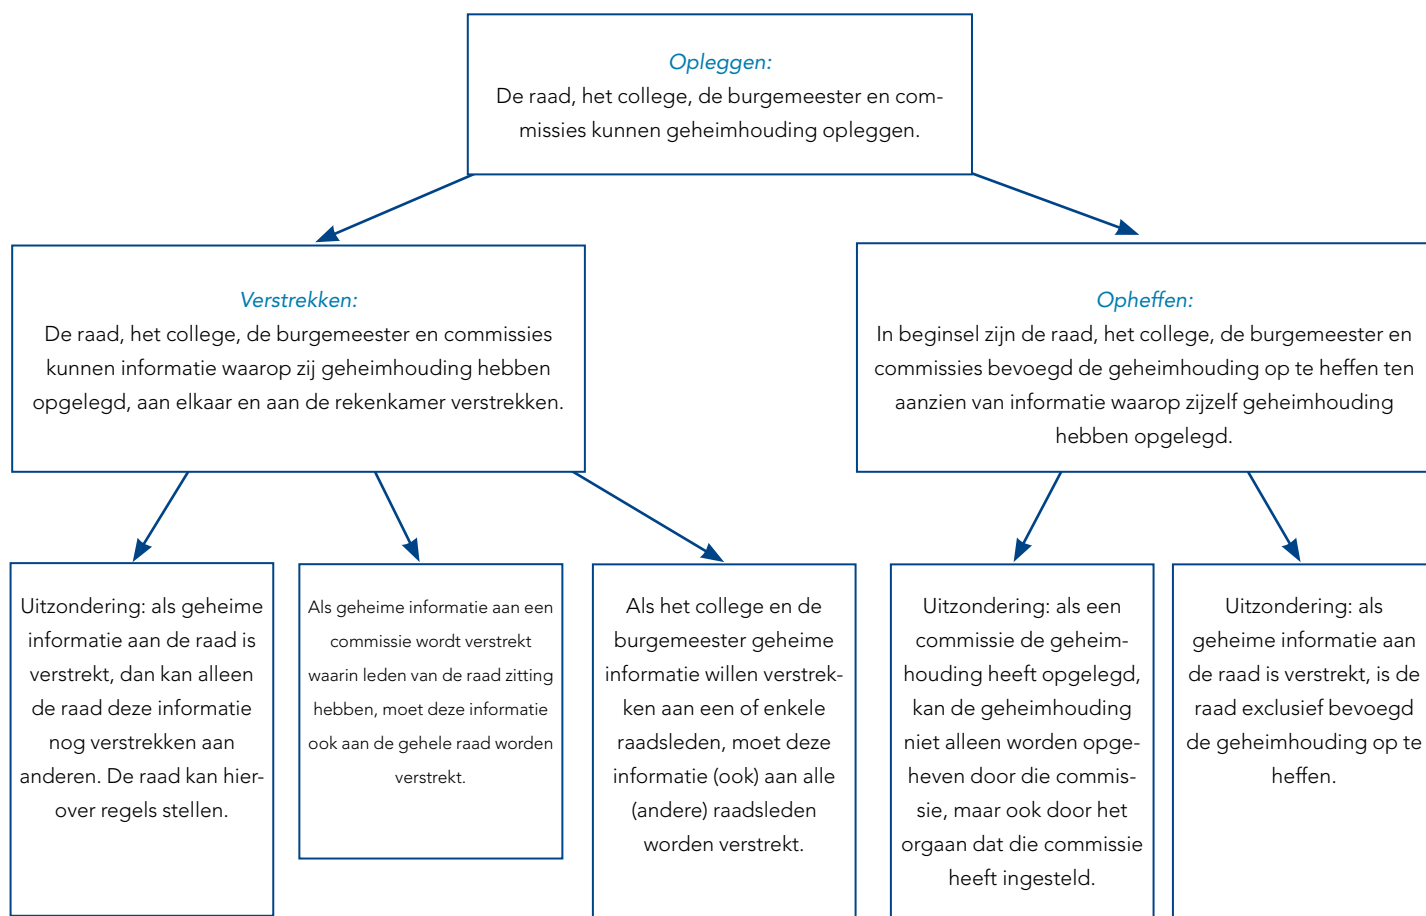 Opleggen:
De raad, het college, de burgemeester en com-
missies kunnen geheimhouding opleggen.
Verstrekken:
De raad, het college, de burgemeester en commissies
kunnen informatie waarop zij geheimhouding hebben
opgelegd, aan elkaar en aan de rekenkamer verstrekken.
Opheffen:
In beginsel zijn de raad, het college, de burgemeester en
commissies bevoegd de geheimhouding op te heffen ten
aanzien van informatie waarop zijzelf geheimhouding
hebben opgelegd.
Uitzondering: als geheime
informatie aan de raad is
verstrekt, dan kan alleen
de raad deze informatie
nog verstrekken aan
anderen. De raad kan hier-
over regels stellen.
Als geheime informatie aan een
commissie wordt verstrekt
waarin leden van de raad zitting
hebben, moet deze informatie
ook aan de gehele raad worden
verstrekt.
Als het college en de
burgemeester geheime
informatie willen verstrek-
ken aan een of enkele
raadsleden, moet deze
informatie (ook) aan alle
(andere) raadsleden
worden verstrekt.
Uitzondering: als een
commissie de geheim-
houding heeft opgelegd,
kan de geheimhouding
niet alleen worden opge-
heven door die commis-
sie, maar ook door het
orgaan dat die commissie
heeft ingesteld.
Uitzondering: als
geheime informatie aan
de raad is verstrekt, is de
raad exclusief bevoegd
de geheimhouding op te
heffen.